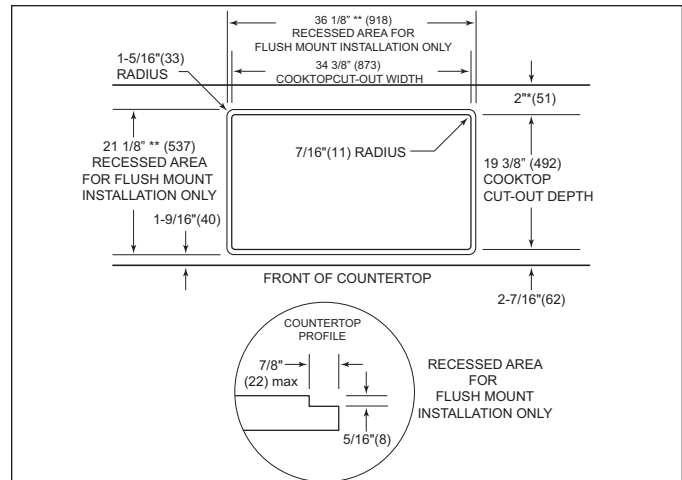 36 1/8" ** (918)
RECESSED AREA FOR
FLUSH MOUNT INSTALLATION ONLY
34 3/8" (873)
COOKTOPCUT-OUT WIDTH
1-5/16"(33)
RADIUS
2"*(51)
21 1/8" ** (537)
RECESSED AREA
FOR FLUSH MOUNT
INSTALLATION ONLY
7/16"(11) RADIUS
19 3/8" (492)
COOKTOP
CUT-OUT DEPTH
1-9/16"(40)
FRONT OF COUNTERTOP
2-7/16"(62)
COUNTERTOP
PROFILE
7/8"
(22) max
RECESSED AREA
FOR
FLUSH MOUNT
INSTALLATION ONLY
5/16"(8)